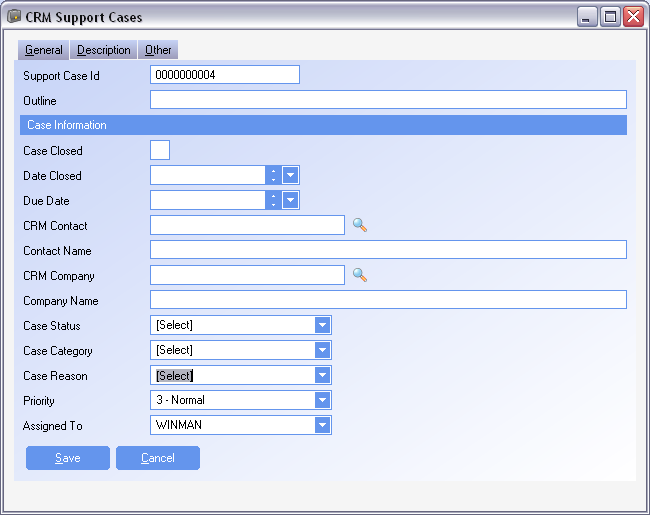 CRM Support Cases
General Description Other
Support Case Id 0000000004
Outline
Case Information
Case Closed
Date Closed
Due Date
CRM Contact
Contact Name
CRM Company
Company Name
Case Status [Select]
Case Category [Select]
Case Reason [Select]
Priority 3 - Normal
Assigned To WINMAN
Save Cancel